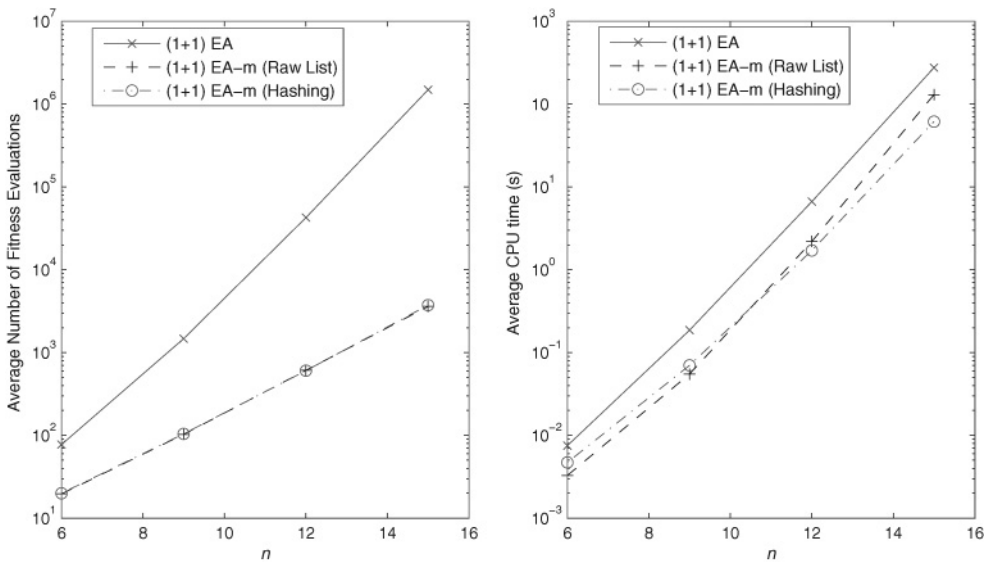 10^7
10^6
10^5
10^4
10^3
10^2
10^1
Average Number of Fitness Evaluations
(1+1) EA
(1+1) EA-m (Raw List)
(1+1) EA-m (Hashing)
6 8 10 12 14 16
n
10^3
10^2
10^1
10^0
10^-1
10^-2
10^-3
Average CPU time (s)
(1+1) EA
(1+1) EA-m (Raw List)
(1+1) EA-m (Hashing)
6 8 10 12 14 16
n